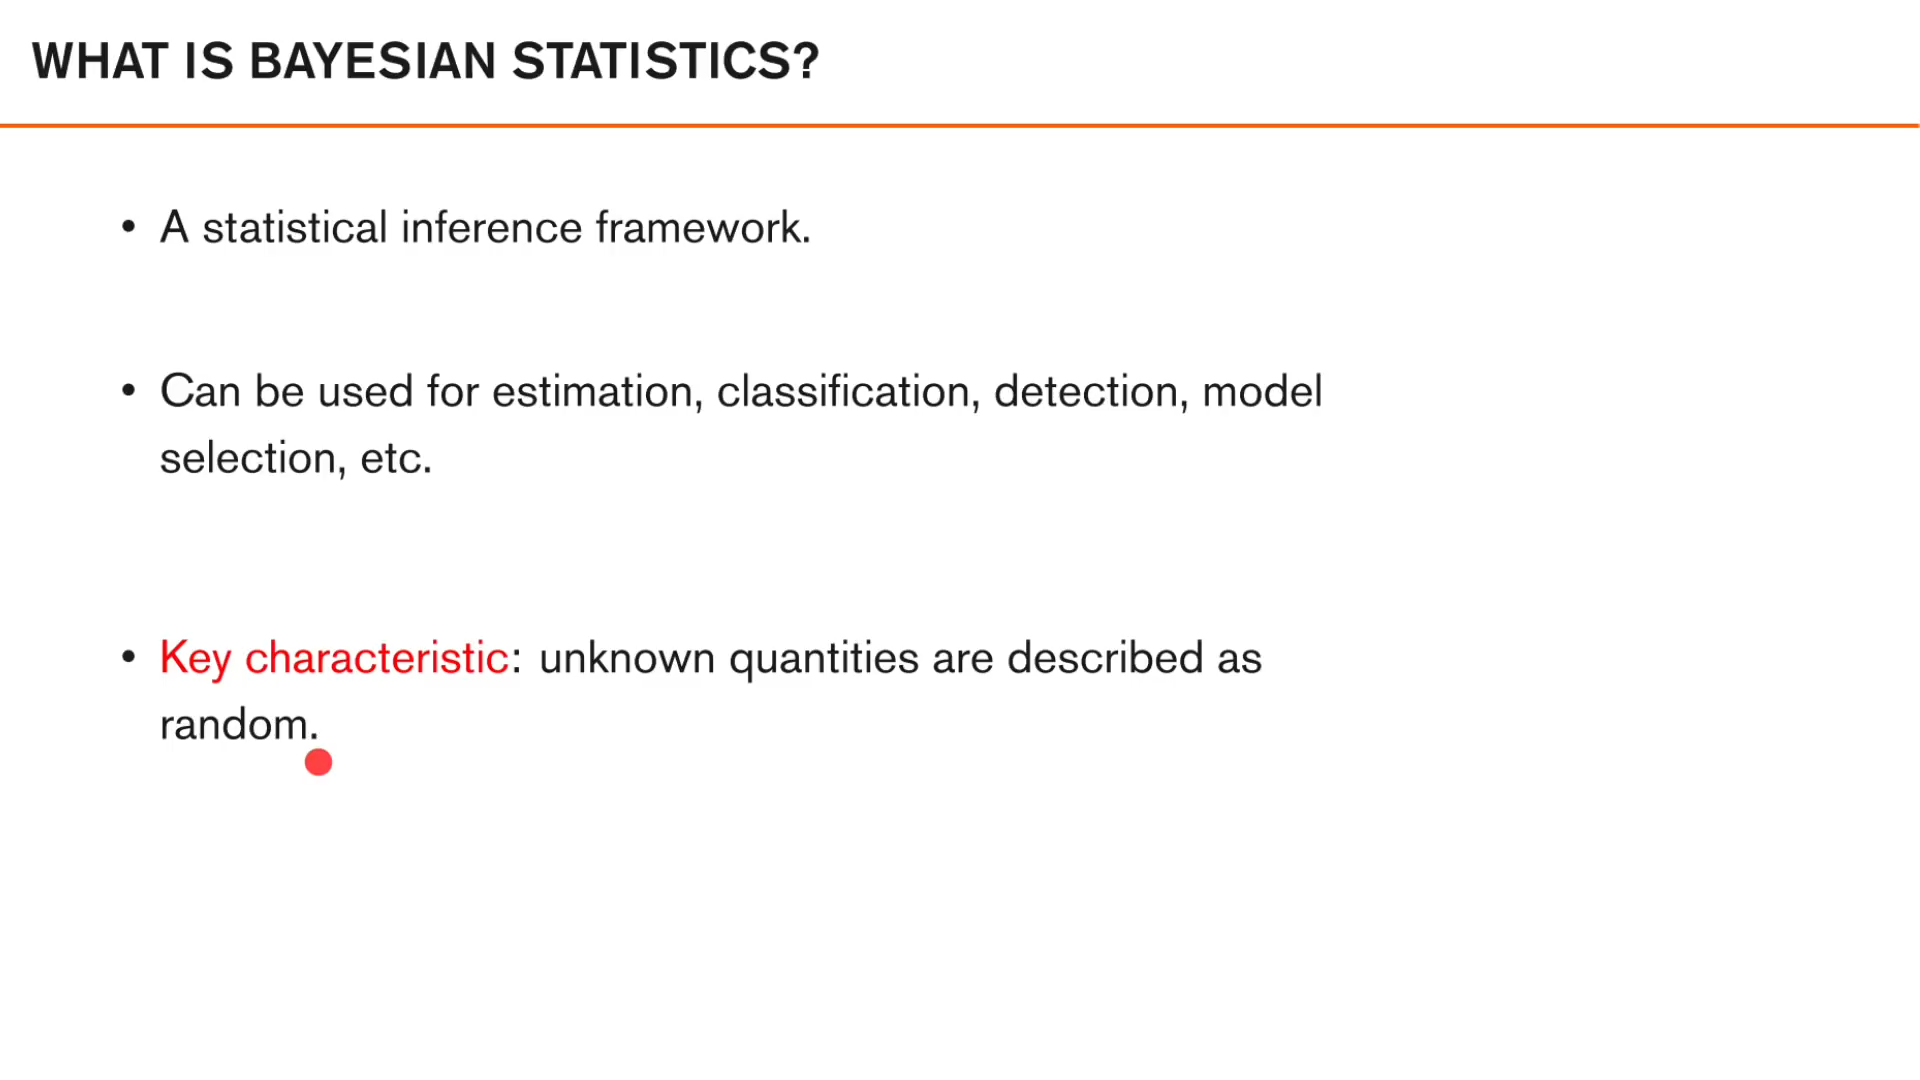 WHAT IS BAYESIAN STATISTICS?
• A statistical inference framework.
• Can be used for estimation, classification, detection, model
selection, etc.
• Key characteristic: unknown quantities are described as
random.